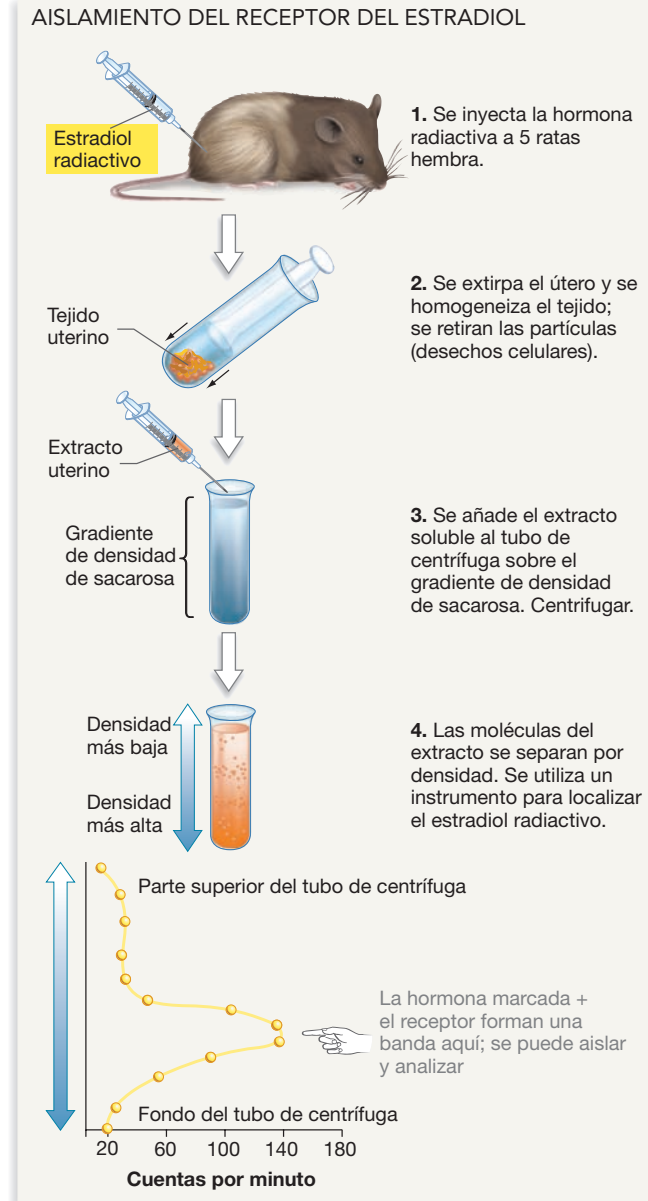 AISLAMIENTO DEL RECEPTOR DEL ESTRADIOL
Estradiol
radiactivo
1. Se inyecta la hormona
radiactiva a 5 ratas
hembra.
Tejido
uterino
2. Se extirpa el útero y se
homogeneiza el tejido;
se retiran las partículas
(desechos celulares).
Extracto
uterino
Gradiente
de densidad
de sacarosa
3. Se añade el extracto
soluble al tubo de
centrífuga sobre el
gradiente de densidad
de sacarosa. Centrifugar.
Densidad
más baja
Densidad
más alta
4. Las moléculas del
extracto se separan por
densidad. Se utiliza un
instrumento para localizar
el estradiol radiactivo.
Parte superior del tubo de centrífuga
La hormona marcada +
el receptor forman una
banda aquí; se puede aislar
y analizar
Fondo del tubo de centrífuga
20 60 100 140 180
Cuentas por minuto